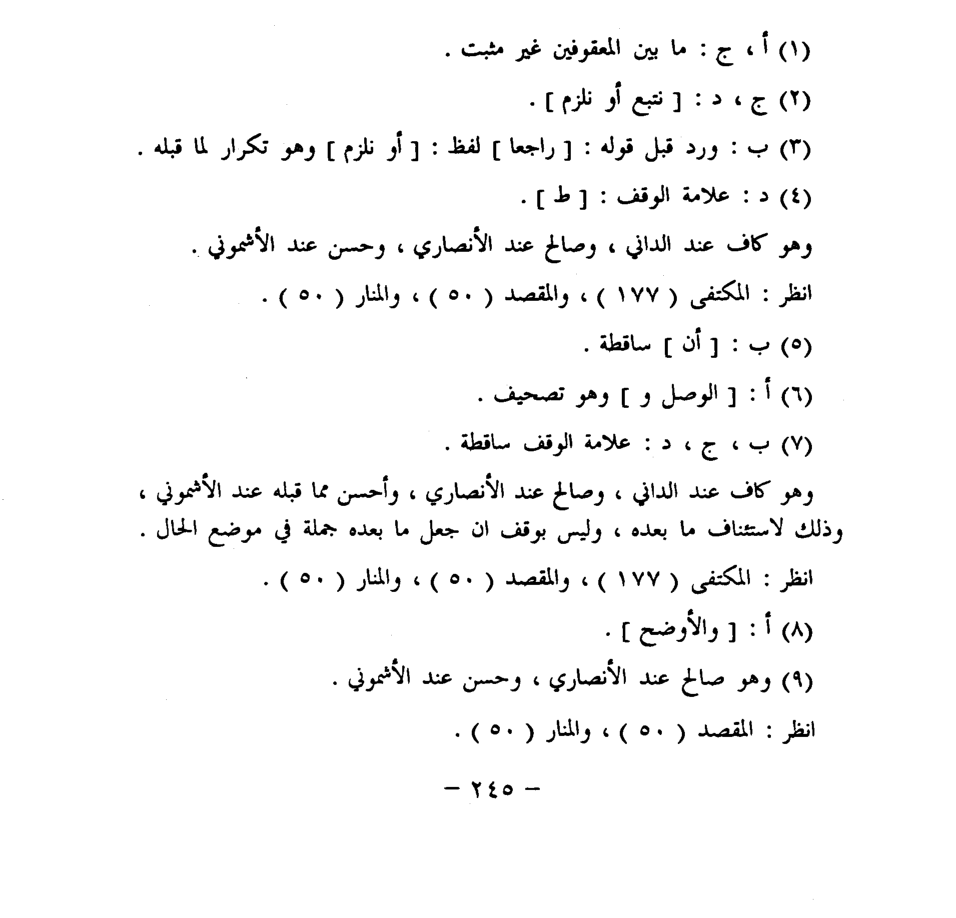 (١) أ ، ج : ما بين المعقوفين غير مثبت .
(٢) ج ، د : [ نتبع أو نلزم ] .
(٣) ب : ورد قبل قوله : [ راجعا ] لفظ : [ أو نلزم ] وهو تكرار لما قبله .
(٤) د : علامة الوقف : [ ط ] .
وهو كاف عند الداني ، وصالح عند الأنصاري ، وحسن عند الأشموني .
انظر : المكتفى ( ١٧٧ ) ، والمقصد ( ٥٠ ) ، والمنار ( ٥٠ ) .
(٥) ب : [ أن ] ساقطة .
(٦) أ : [ الوصل و ] وهو تصحيف .
(٧) ب ، ج ، د : علامة الوقف ساقطة .
وهو كاف عند الداني ، وصالح عند الأنصاري ، وأحسن مما قبله عند الأشموني ،
وذلك لاستئناف ما بعده ، وليس بوقف ان جعل ما بعده جملة في موضع الحال .
انظر : المكتفى ( ١٧٧ ) ، والمقصد ( ٥٠ ) ، والمنار ( ٥٠ ) .
(٨) أ : [ والأوضح ] .
(٩) وهو صالح عند الأنصاري ، وحسن عند الأشموني .
انظر : المقصد ( ٥٠ ) ، والمنار ( ٥٠ ) .
– ٢٤٥ –